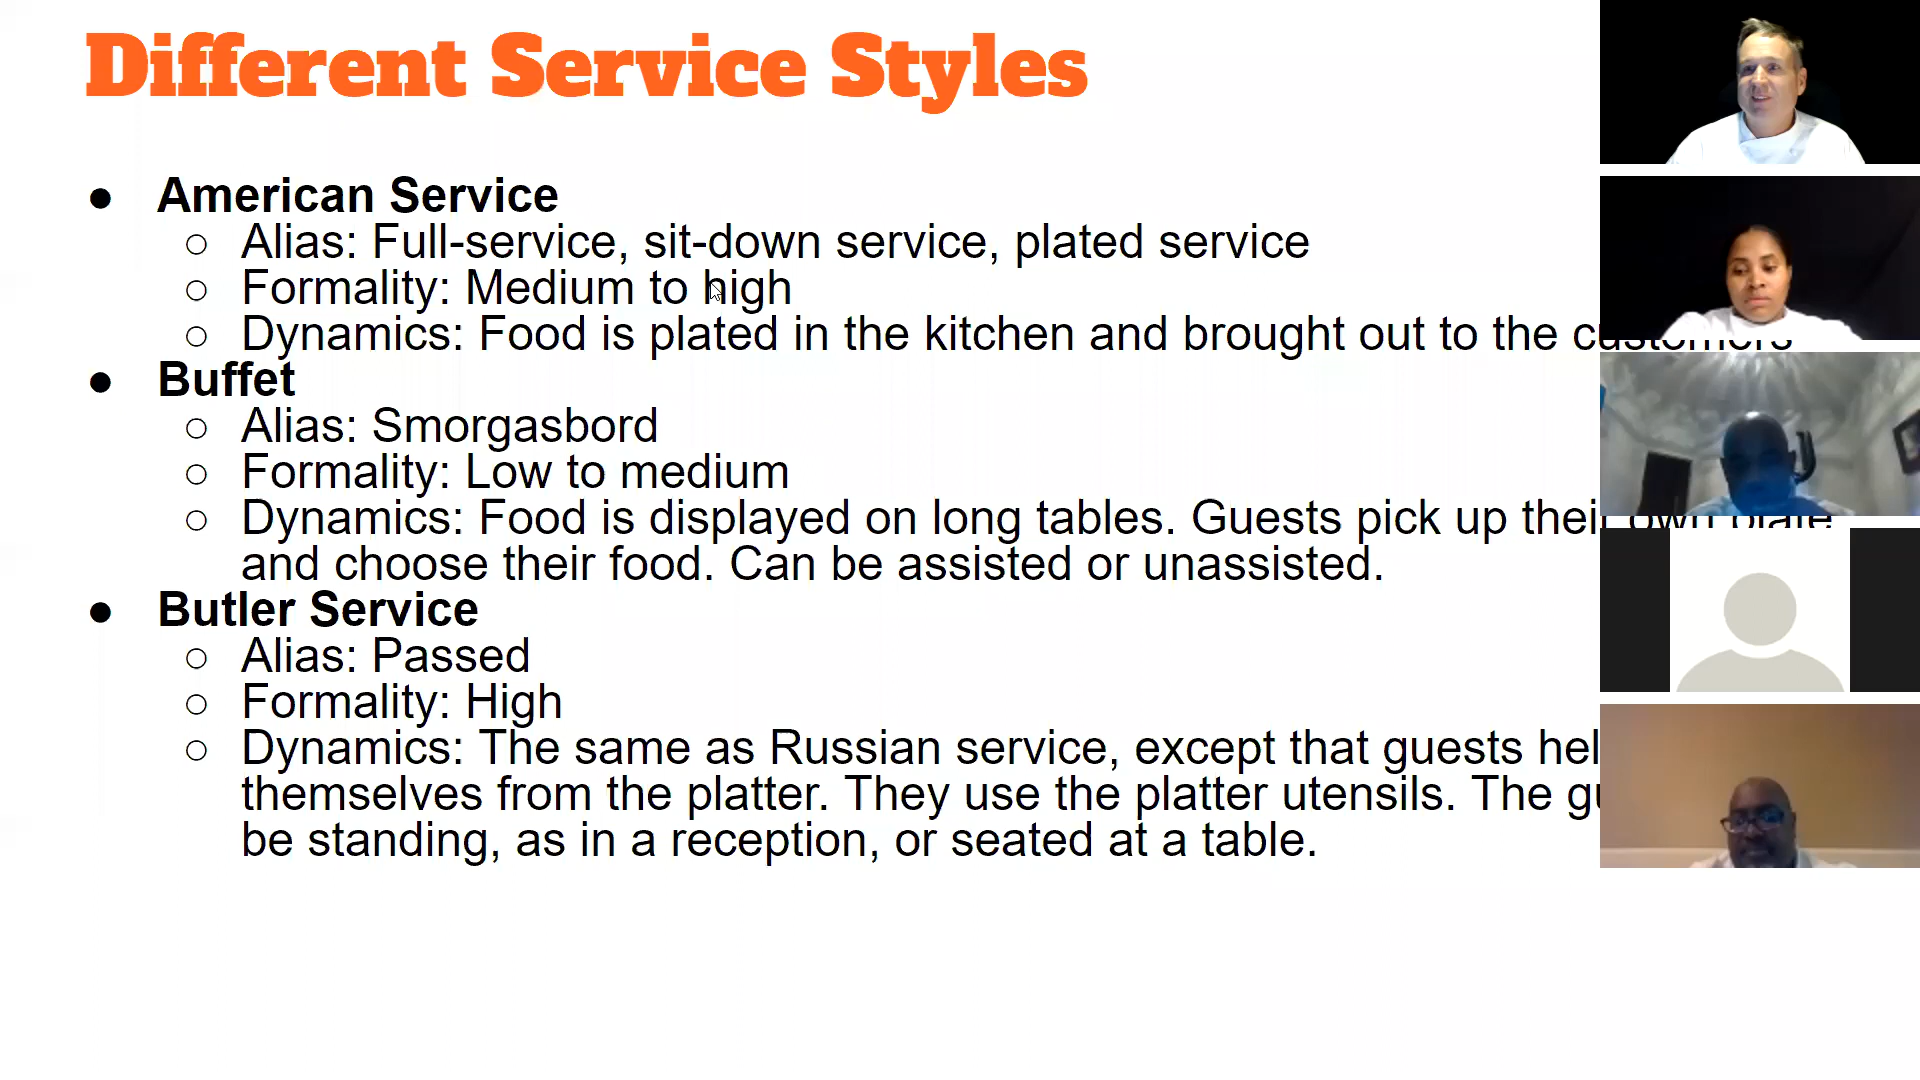 Different Service Styles
● American Service
○ Alias: Full-service, sit-down service, plated service
○ Formality: Medium to high
○ Dynamics: Food is plated in the kitchen and brought out to the customers
● Buffet
○ Alias: Smorgasbord
○ Formality: Low to medium
○ Dynamics: Food is displayed on long tables. Guests pick up their own plate
and choose their food. Can be assisted or unassisted.
● Butler Service
○ Alias: Passed
○ Formality: High
○ Dynamics: The same as Russian service, except that guests
themselves from the platter. They use the platter utensils. The
be standing, as in a reception, or seated at a table.